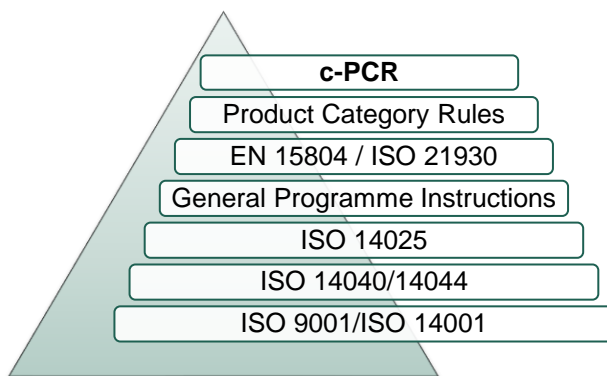 c-PCR
Product Category Rules
EN 15804 / ISO 21930
General Programme Instructions
ISO 14025
ISO 14040/14044
ISO 9001/ISO 14001